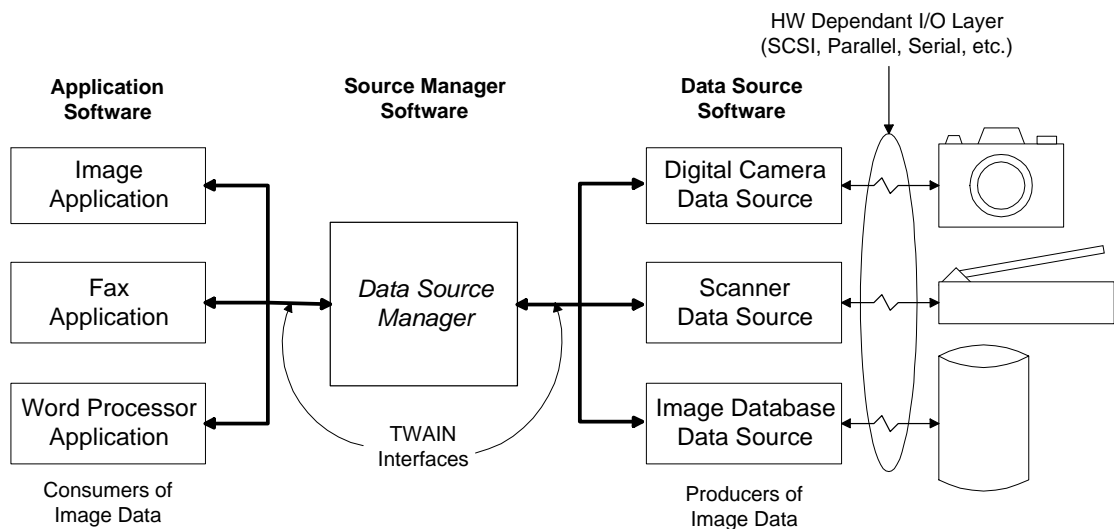 HW Dependant I/O Layer
(SCSI, Parallel, Serial, etc.)
Application
Software
Source Manager
Software
Data Source
Software
Image
Application
Fax
Application
Word Processor
Application
Consumers of
Image Data
Data Source
Manager
TWAIN
Interfaces
Digital Camera
Data Source
Scanner
Data Source
Image Database
Data Source
Producers of
Image Data